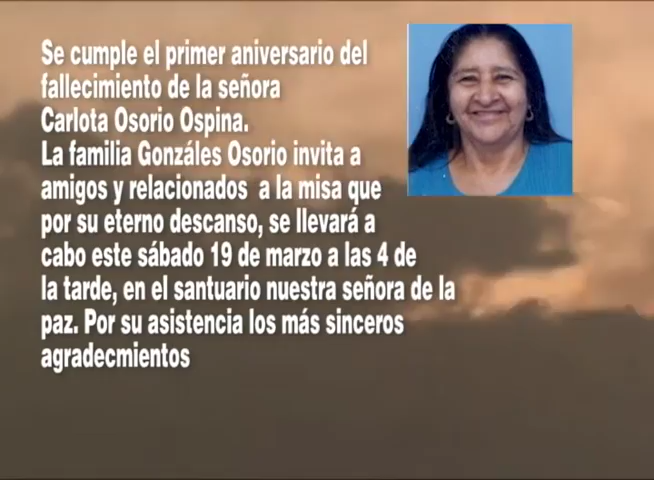 Se cumple el primer aniversario del
fallecimiento de la señora
Carlota Osorio Ospina.
La familia Gonzáles Osorio invita a
amigos y relacionados a la misa que
por su eterno descanso, se llevará a
cabo este sábado 19 de marzo a las 4 de
la tarde, en el santuario nuestra señora de la
paz. Por su asistencia los más sinceros
agradecmientos